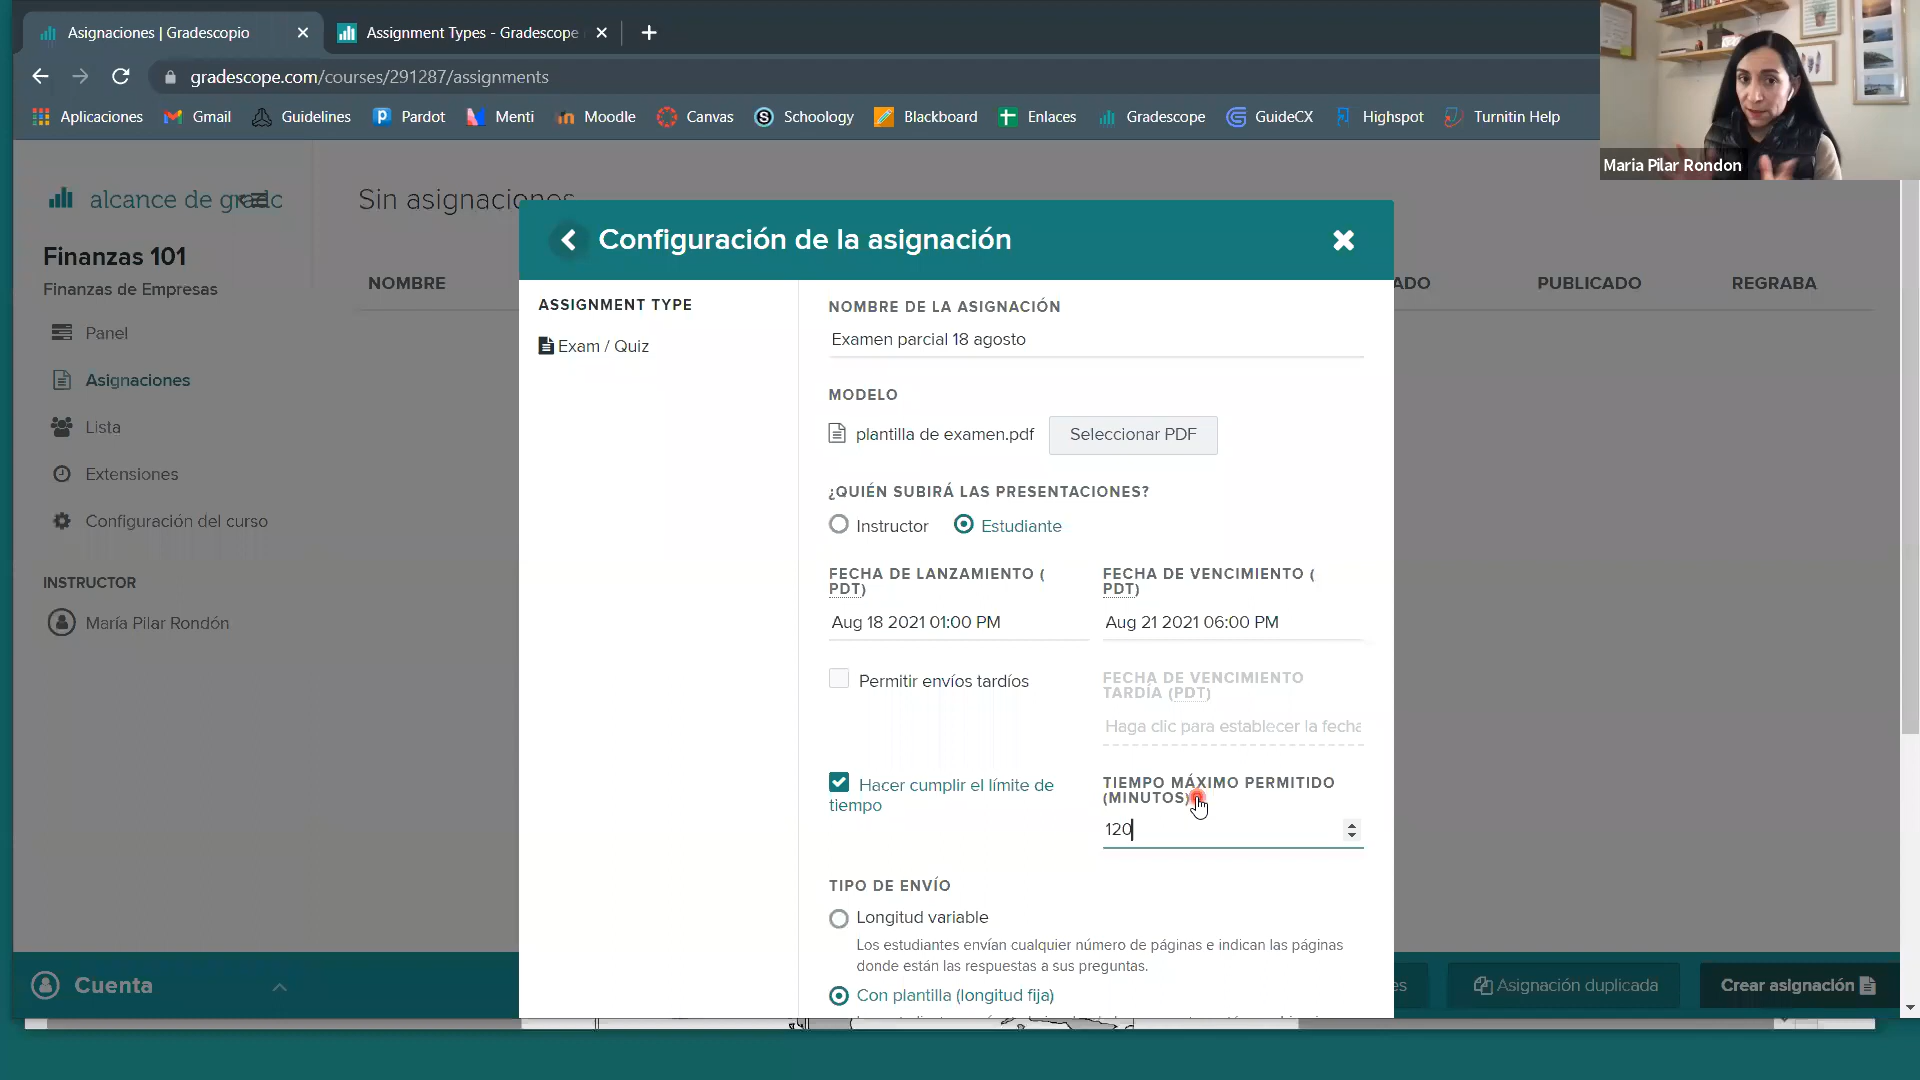 Asignaciones | Gradescopio
Assignment Types - Gradescope
gradescope.com/courses/291287/assignments
Aplicaciones
Gmail
Guidelines
Pardot
Menti
Moodle
Canvas
Schoology
Blackboard
Enlaces
Gradescope
GuideCX
Highspot
Turnitin Help
Maria Pilar Rondon
alcance de
Finanzas 101
Finanzas de Empresas
Panel
Asignaciones
Lista
Extensiones
Configuración del curso
INSTRUCTOR
María Pilar Rondón
Cuenta
Sin asignaciones
NOMBRE
ADO
PUBLICADO
REGRABA
Configuración de la asignación
ASSIGNMENT TYPE
Exam / Quiz
NOMBRE DE LA ASIGNACIÓN
Examen parcial 18 agosto
MODELO
plantilla de examen.pdf
Seleccionar PDF
¿QUIÉN SUBIRÁ LAS PRESENTACIONES?
Instructor
Estudiante
FECHA DE LANZAMIENTO (
PDT)
Aug 18 2021 01:00 PM
FECHA DE VENCIMIENTO (
PDT)
Aug 21 2021 06:00 PM
Permitir envíos tardíos
FECHA DE VENCIMIENTO
TARDÍA (PDT)
Haga clic para establecer la fecha
Hacer cumplir el límite de
tiempo
TIEMPO MÁXIMO PERMITIDO
(MINUTOS)
120
TIPO DE ENVÍO
Longitud variable
Los estudiantes envían cualquier número de páginas e indican las páginas
donde están las respuestas a sus preguntas.
Con plantilla (longitud fija)
es
Asignación duplicada
Crear asignación